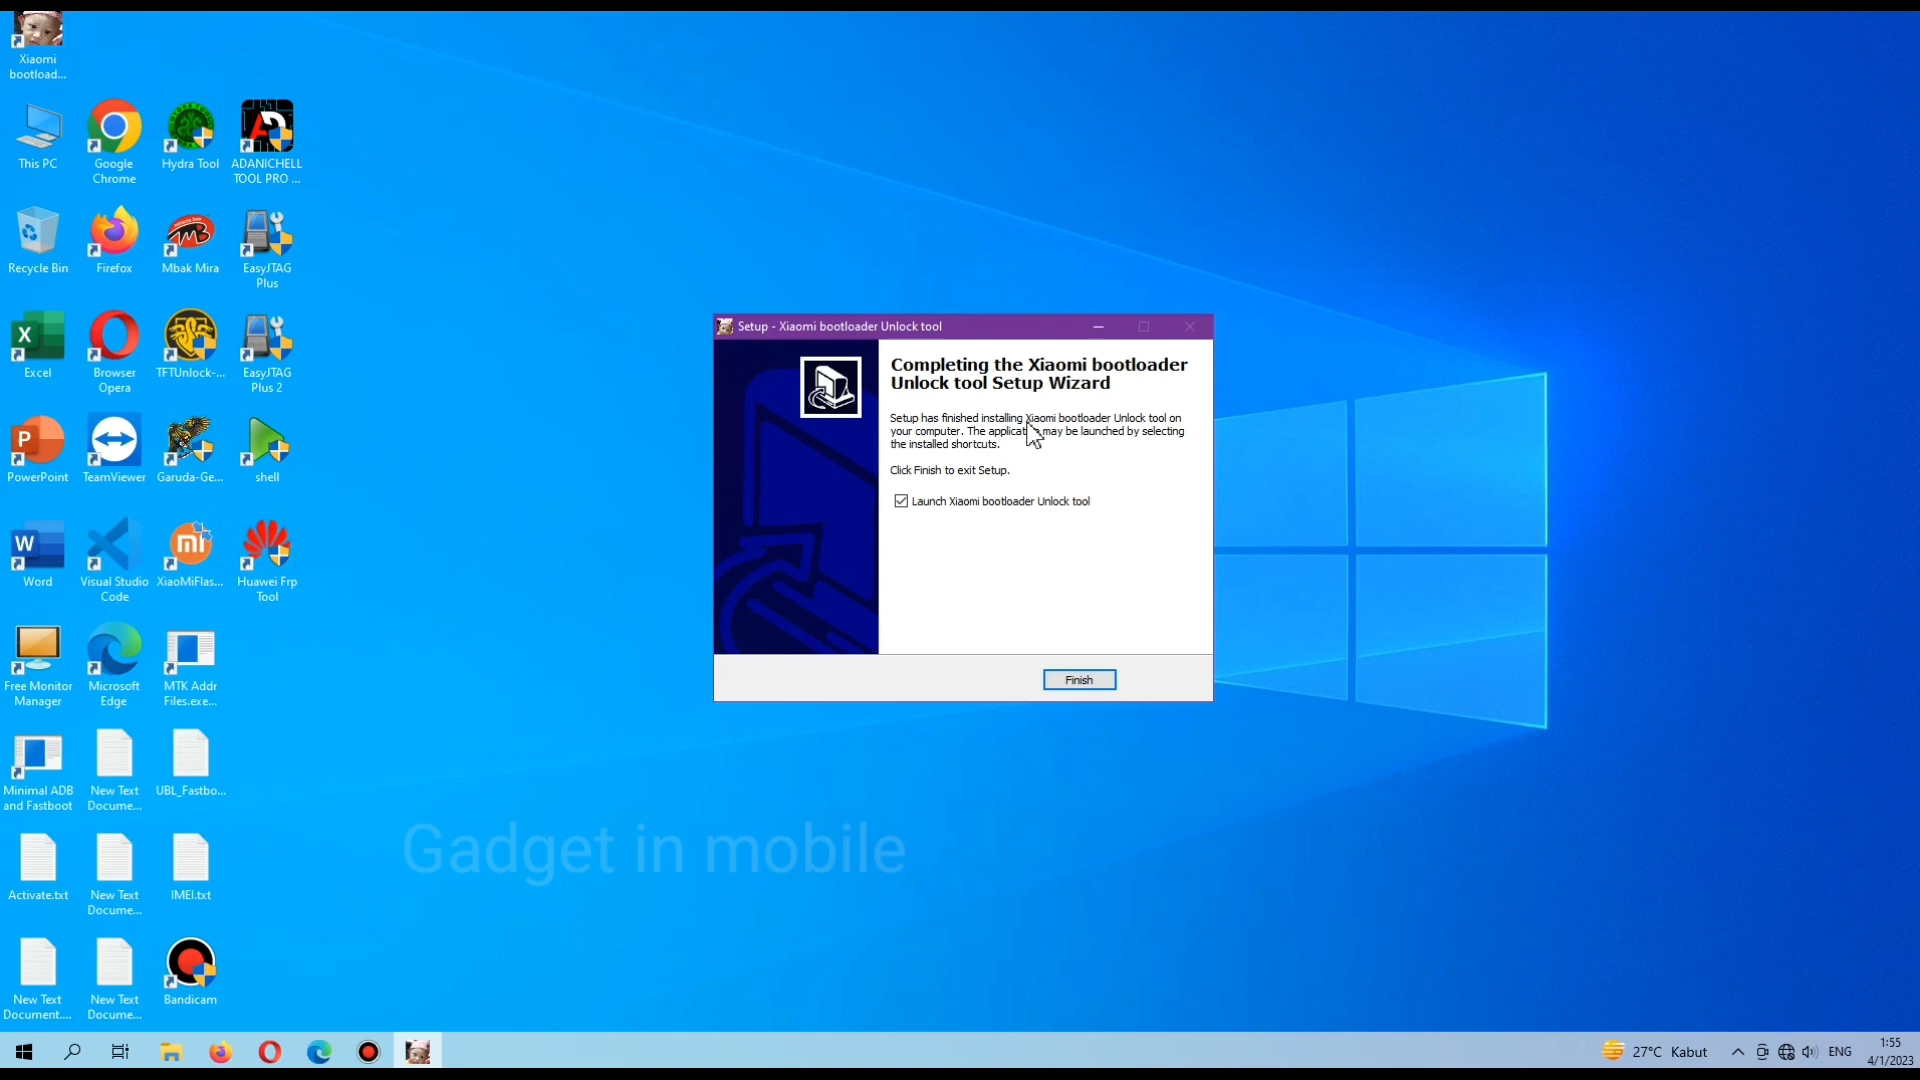 Xiaomi
bootload...
This PC
Google
Chrome
Hydra Tool
ADANICHELL
TOOL PRO ...
Recycle Bin
Firefox
Mbak Mira
EasyJTAG
Plus
Excel
Browser
Opera
TFTUnlock-...
EasyJTAG
Plus 2
PowerPoint
TeamViewer
Garuda-Ge...
shell
Word
Visual Studio
Code
XiaoMiFlas...
Huawei Frp
Tool
Free Monitor
Manager
Microsoft
Edge
MTK Addr
Files.exe...
Minimal ADB
and Fastboot
New Text
Docume...
UBL_Fastbo...
Activate.txt
New Text
Docume...
IMEI.txt
New Text
Document....
New Text
Docume...
Bandicam
Setup - Xiaomi bootloader Unlock tool
Completing the Xiaomi bootloader
Unlock tool Setup Wizard
Setup has finished installing Xiaomi bootloader Unlock tool on
your computer. The application may be launched by selecting
the installed shortcuts.
Click Finish to exit Setup.
Launch Xiaomi bootloader Unlock tool
Finish
Gadget in mobile
27°C Kabut
ENG
1:55
4/1/2023